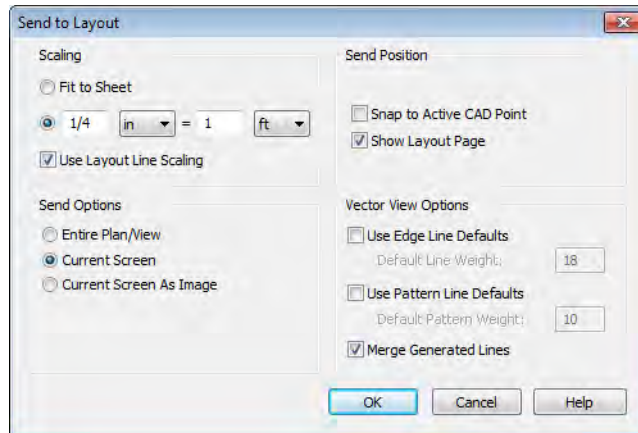 Send to Layout
Scaling
Fit to Sheet
1/4 in = 1 ft
Use Layout Line Scaling
Send Position
Snap to Active CAD Point
Show Layout Page
Send Options
Entire Plan/View
Current Screen
Current Screen As Image
Vector View Options
Use Edge Line Defaults
Default Line Weight: 18
Use Pattern Line Defaults
Default Pattern Weight: 10
Merge Generated Lines
OK Cancel Help